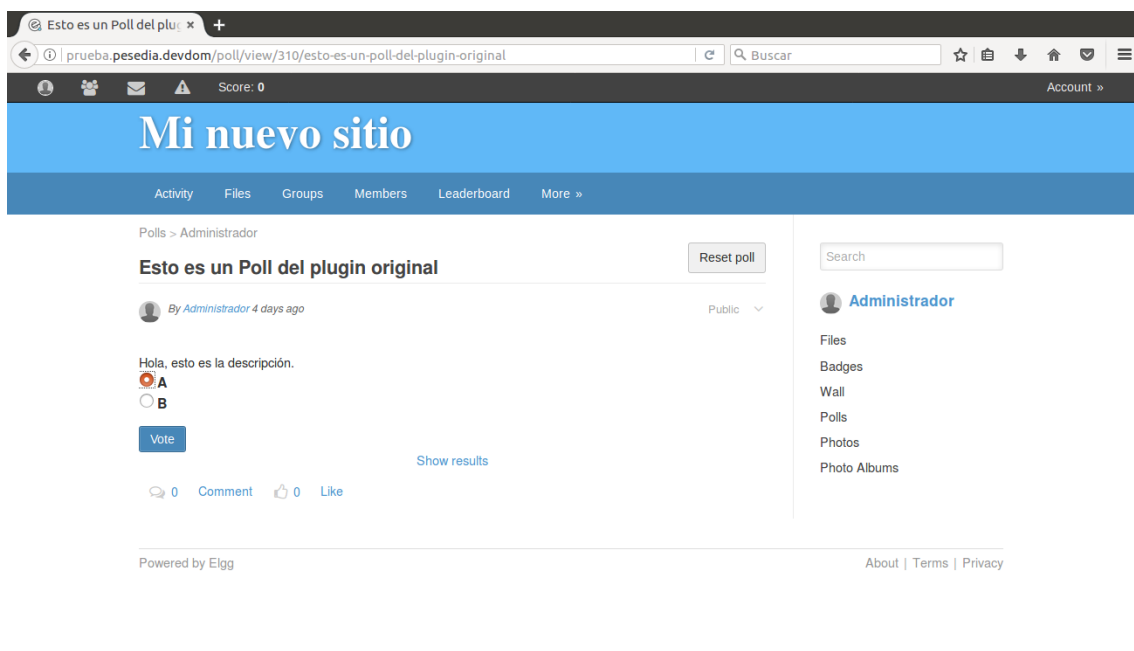 Esto es un Poll del plug
prueba.pesedia.devdom/poll/view/310/esto-es-un-poll-del-plugin-original
Buscar
Score: 0
Account »
Mi nuevo sitio
Activity Files Groups Members Leaderboard More »
Polls > Administrador
Esto es un Poll del plugin original
Reset poll
By Administrador 4 days ago
Public
Hola, esto es la descripción.
A
B
Vote
Show results
0 Comment 0 Like
Search
Administrador
Files
Badges
Wall
Polls
Photos
Photo Albums
Powered by Elgg
About | Terms | Privacy